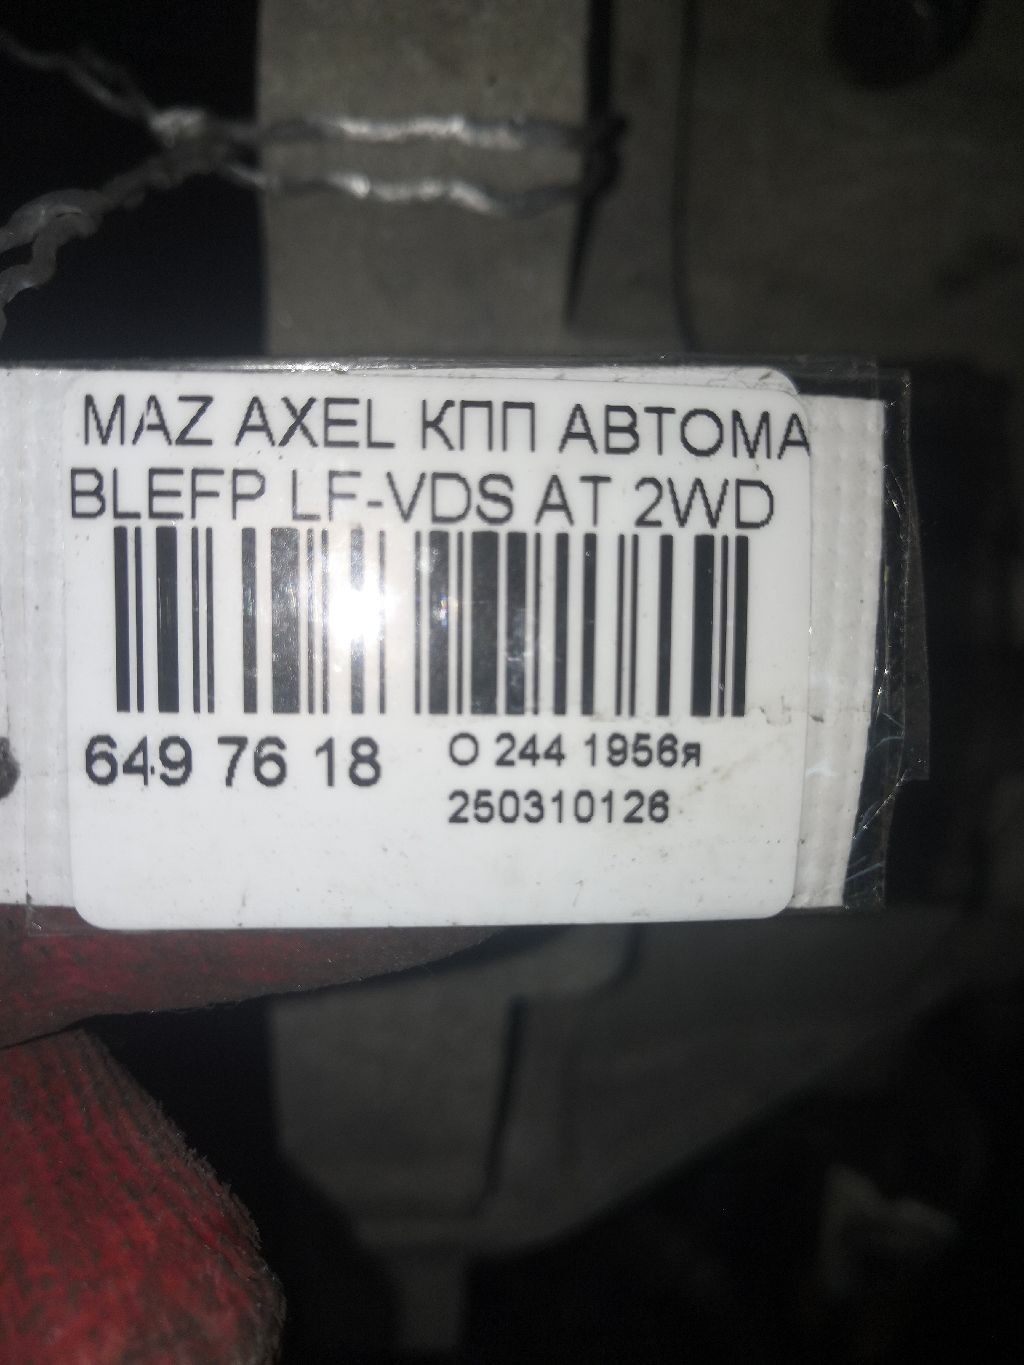 MAZ AXEL КПП АВТОМА
BLEFP LF-VDS AT 2WD
649 76 18
О 244 1956я
250310126